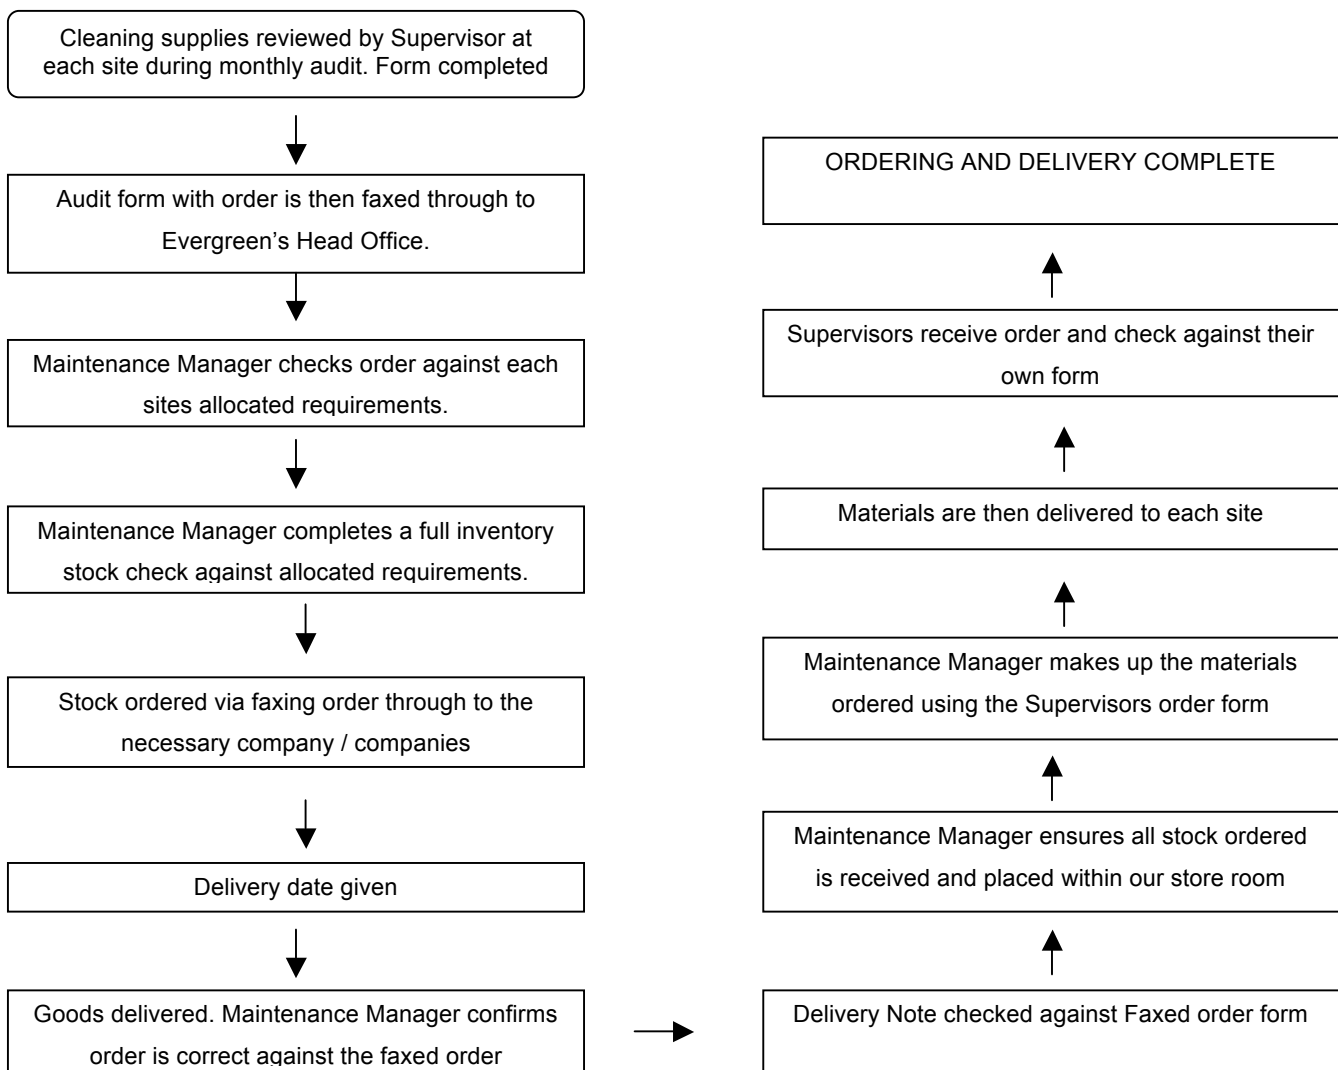 Cleaning supplies reviewed by Supervisor at
each site during monthly audit. Form completed
Audit form with order is then faxed through to
Evergreen’s Head Office.
Maintenance Manager checks order against each
sites allocated requirements.
Maintenance Manager completes a full inventory
stock check against allocated requirements.
Stock ordered via faxing order through to the
necessary company / companies
Delivery date given
Goods delivered. Maintenance Manager confirms
order is correct against the faxed order
Delivery Note checked against Faxed order form
Maintenance Manager ensures all stock ordered
is received and placed within our store room
Maintenance Manager makes up the materials
ordered using the Supervisors order form
Materials are then delivered to each site
Supervisors receive order and check against their
own form
ORDERING AND DELIVERY COMPLETE